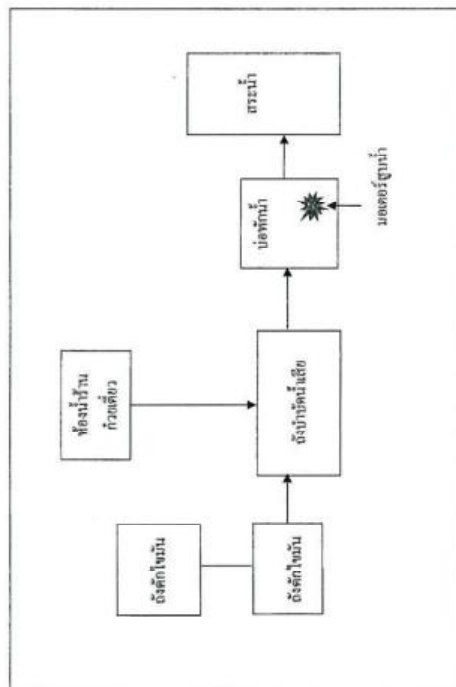 ถังดักไขมัน
ถังดักไขมัน
ห้องน้ำร้าน
ก๋วยเตี๋ยว
ถังบำบัดน้ำเสีย
บ่อพักน้ำ
มอเตอร์สูบน้ำ
สระน้ำ